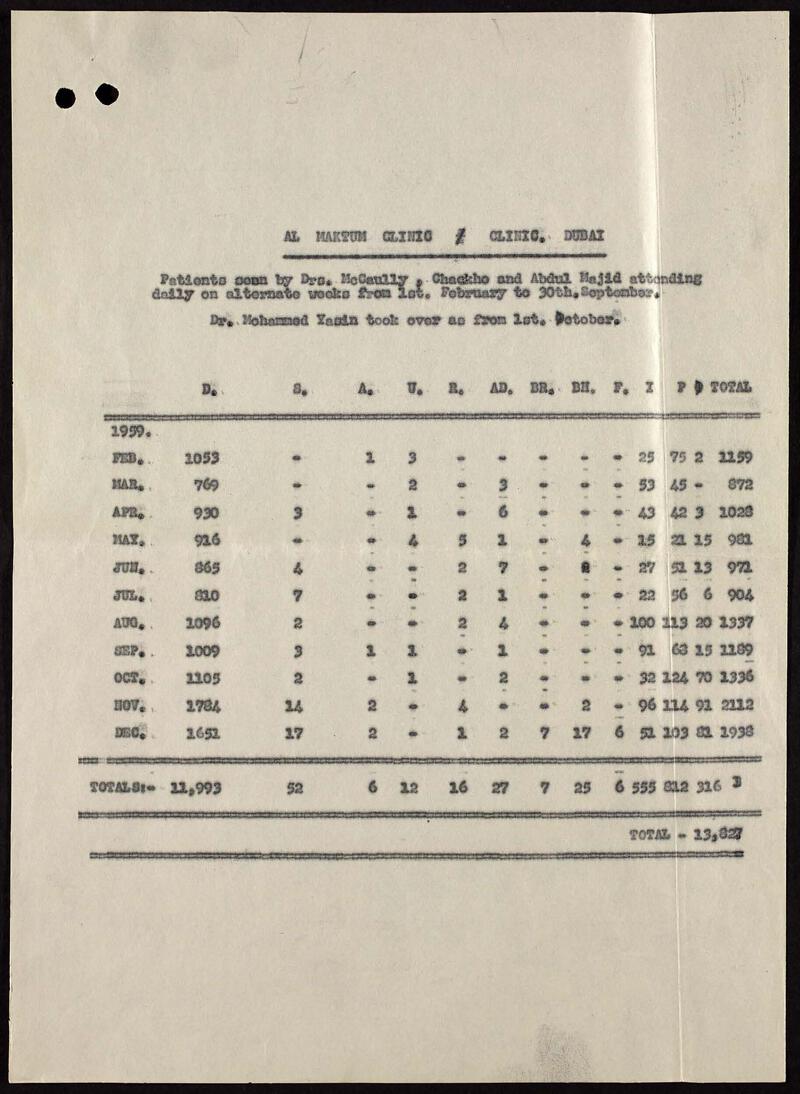 AL MAKTUM CLINIC / CLINIC. DUBAI
Patients seen by Drs. McCaully , Chackho and Abdul Majid attending
daily on alternate weeks from 1st. February to 30th.September.
Dr. Mohammed Yasin took over as from 1st. October.
D. S. A. U. R. AD. BR. BH. F. I P TOTAL
1959.
FEB. 1053 - 1 3 - - - - - 25 75 2 1159
MAR. 769 - - 2 - 3 - - - 53 45 - 872
APR. 930 3 - 1 - 6 - - - 43 42 3 1028
MAY. 916 - - 4 5 1 - 4 - 15 21 15 981
JUN. 865 4 - - 2 7 - 2 - 27 51 13 971
JUL. 810 7 - - 2 1 - - - 22 56 6 904
AUG. 1096 2 - - 2 4 - - - 100 113 20 1337
SEP. 1009 3 1 1 - 1 - - - 91 68 15 1189
OCT. 1105 2 - 1 - 2 - - - 32 124 70 1336
NOV. 1789 14 2 - 4 - - 2 - 96 114 91 2112
DEC. 1651 17 2 - 1 2 7 17 6 51 103 81 1938
TOTALS:- 11,993 52 6 12 16 27 7 25 6 555 812 316
TOTAL - 13,827